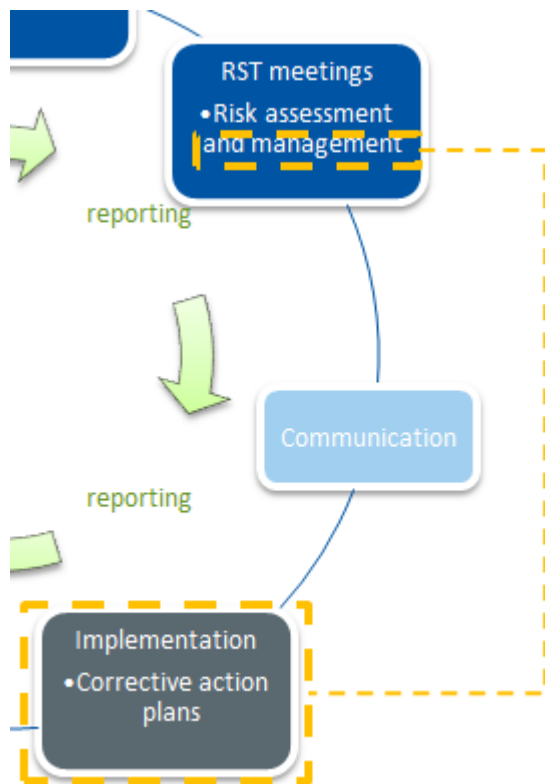 RST meetings
•Risk assessment
and management
reporting
Communication
reporting
Implementation
•Corrective action
plans